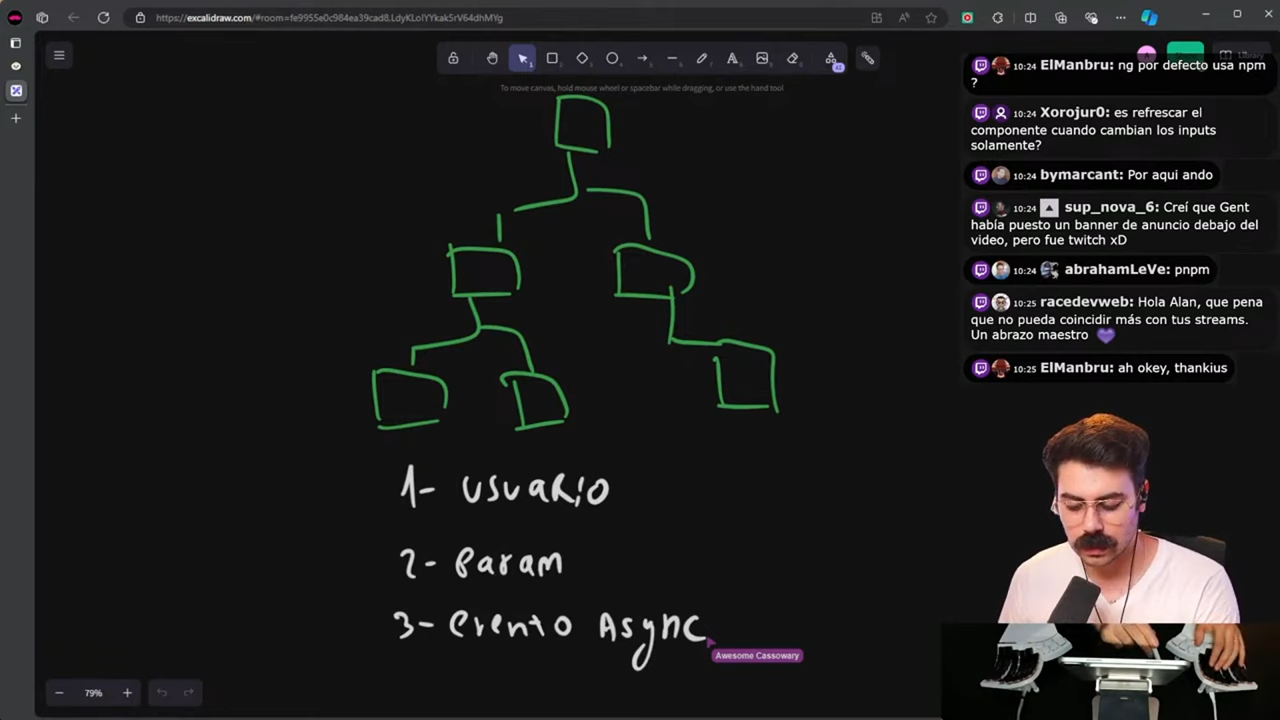 https://excalidraw.com/#room=fe9955e0c984ea39cad8,LdyKLolYYkak5rV64dhMYg
To move canvas, hold mouse wheel or spacebar while dragging, or use the hand tool
1- USUARIO
2- Param
3- Evento Async
Awesome Cassowary
79%
ElManbru: ng por defecto usa npm
?
10:24 Xorojur0: es refrescar el
componente cuando cambian los inputs
solamente?
10:24 bymarcant: Por aqui ando
10:24 sup_nova_6: Creí que Gent
había puesto un banner de anuncio debajo del
video, pero fue twitch xD
10:24 abrahamLeVe: pnpm
10:25 racedevweb: Hola Alan, que pena
que no pueda coincidir más con tus streams.
Un abrazo maestro
10:25 ElManbru: ah okey, thankius